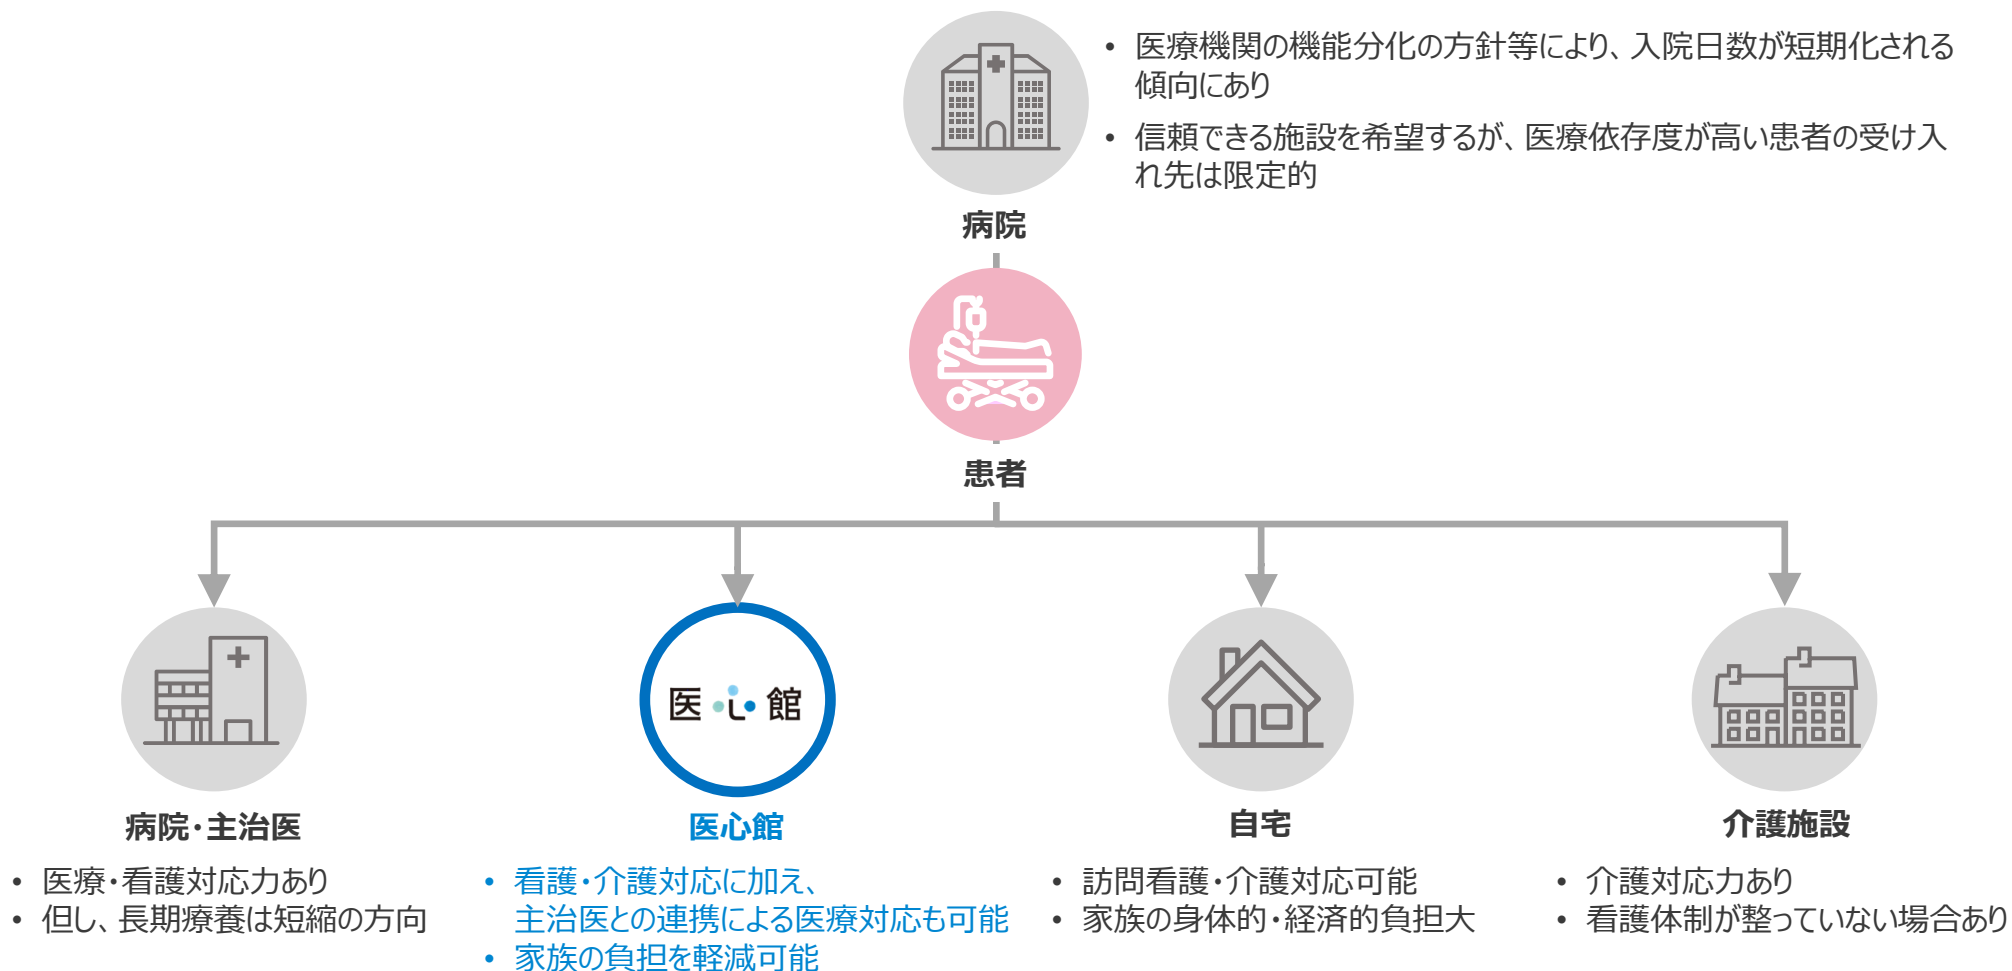 • 医療機関の機能分化の方針等により、入院日数が短期化される
傾向にあり
• 信頼できる施設を希望するが、医療依存度が高い患者の受け入
れ先は限定的
病院
患者
医心館
病院・主治医
• 医療・看護対応力あり
• 但し、長期療養は短縮の方向
医心館
• 看護・介護対応に加え、
主治医との連携による医療対応も可能
• 家族の負担を軽減可能
自宅
• 訪問看護・介護対応可能
• 家族の身体的・経済的負担大
介護施設
• 介護対応力あり
• 看護体制が整っていない場合あり